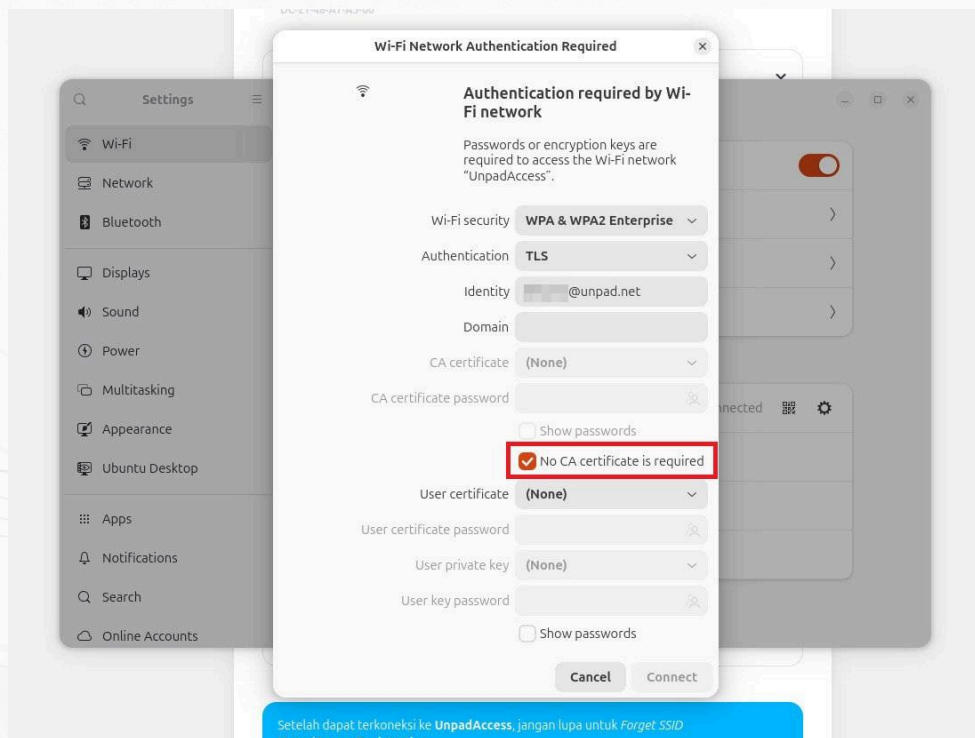 Wi-Fi Network Authentication Required
Settings
Authentication required by Wi-
Fi network
Passwords or encryption keys are
required to access the Wi-Fi network
“UnpadAccess”.
Wi-Fi
Network
Bluetooth
Displays
Sound
Power
Multitasking
Appearance
Ubuntu Desktop
Apps
Notifications
Search
Online Accounts
Wi-Fi security WPA & WPA2 Enterprise
Authentication TLS
Identity @unpad.net
Domain
CA certificate (None)
CA certificate password
Show passwords
No CA certificate is required
User certificate (None)
User certificate password
User private key (None)
User key password
Show passwords
Cancel Connect
Setelah dapat terkoneksi ke UnpadAccess, jangan lupa untuk Forget SSID